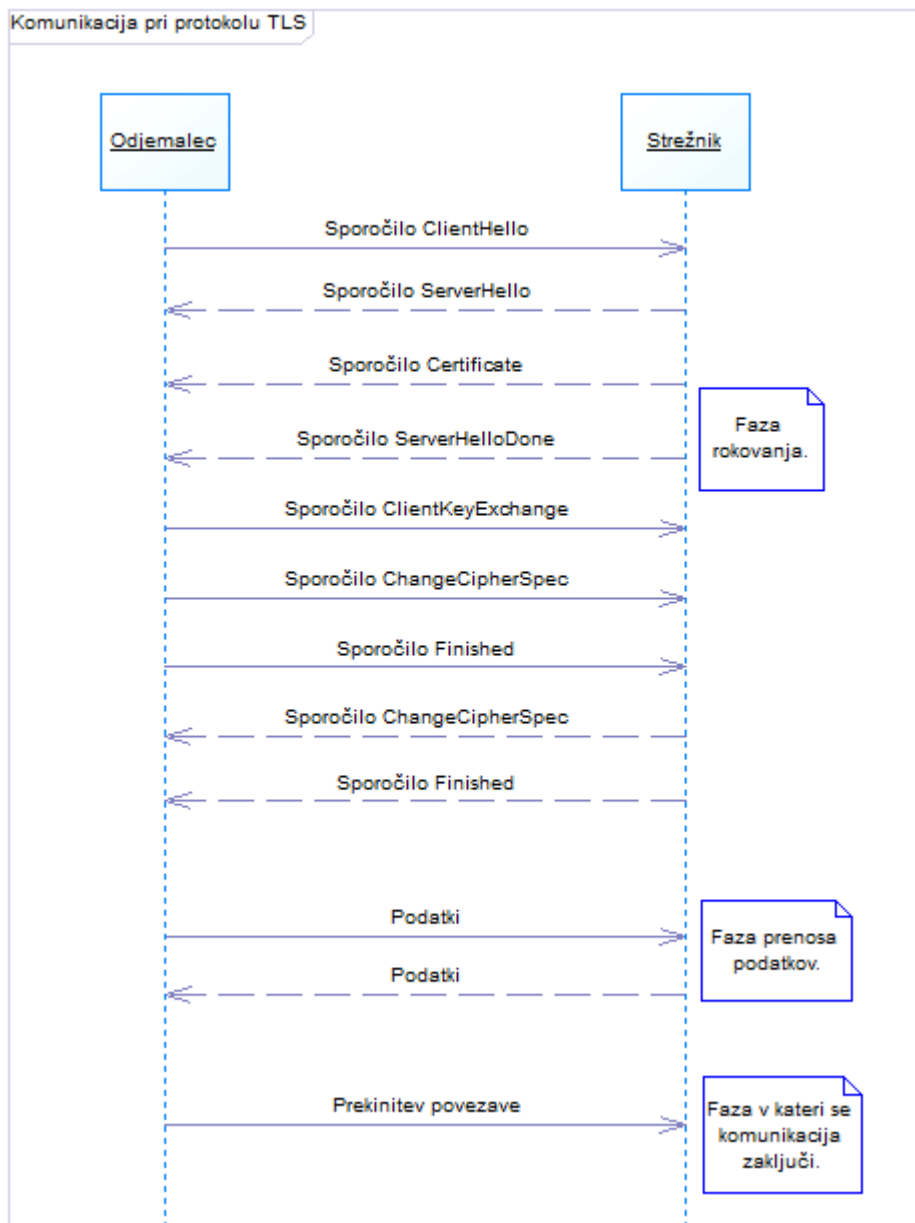 Komunikacija pri protokolu TLS
Odjemalec
Strežnik
Sporočilo ClientHello
Sporočilo ServerHello
Sporočilo Certificate
Faza
rokovanja.
Sporočilo ServerHelloDone
Sporočilo ClientKeyExchange
Sporočilo ChangeCipherSpec
Sporočilo Finished
Sporočilo ChangeCipherSpec
Sporočilo Finished
Podatki
Faza prenosa
podatkov.
Podatki
Prekinitev povezave
Faza v kateri se
komunikacija
zaključi.